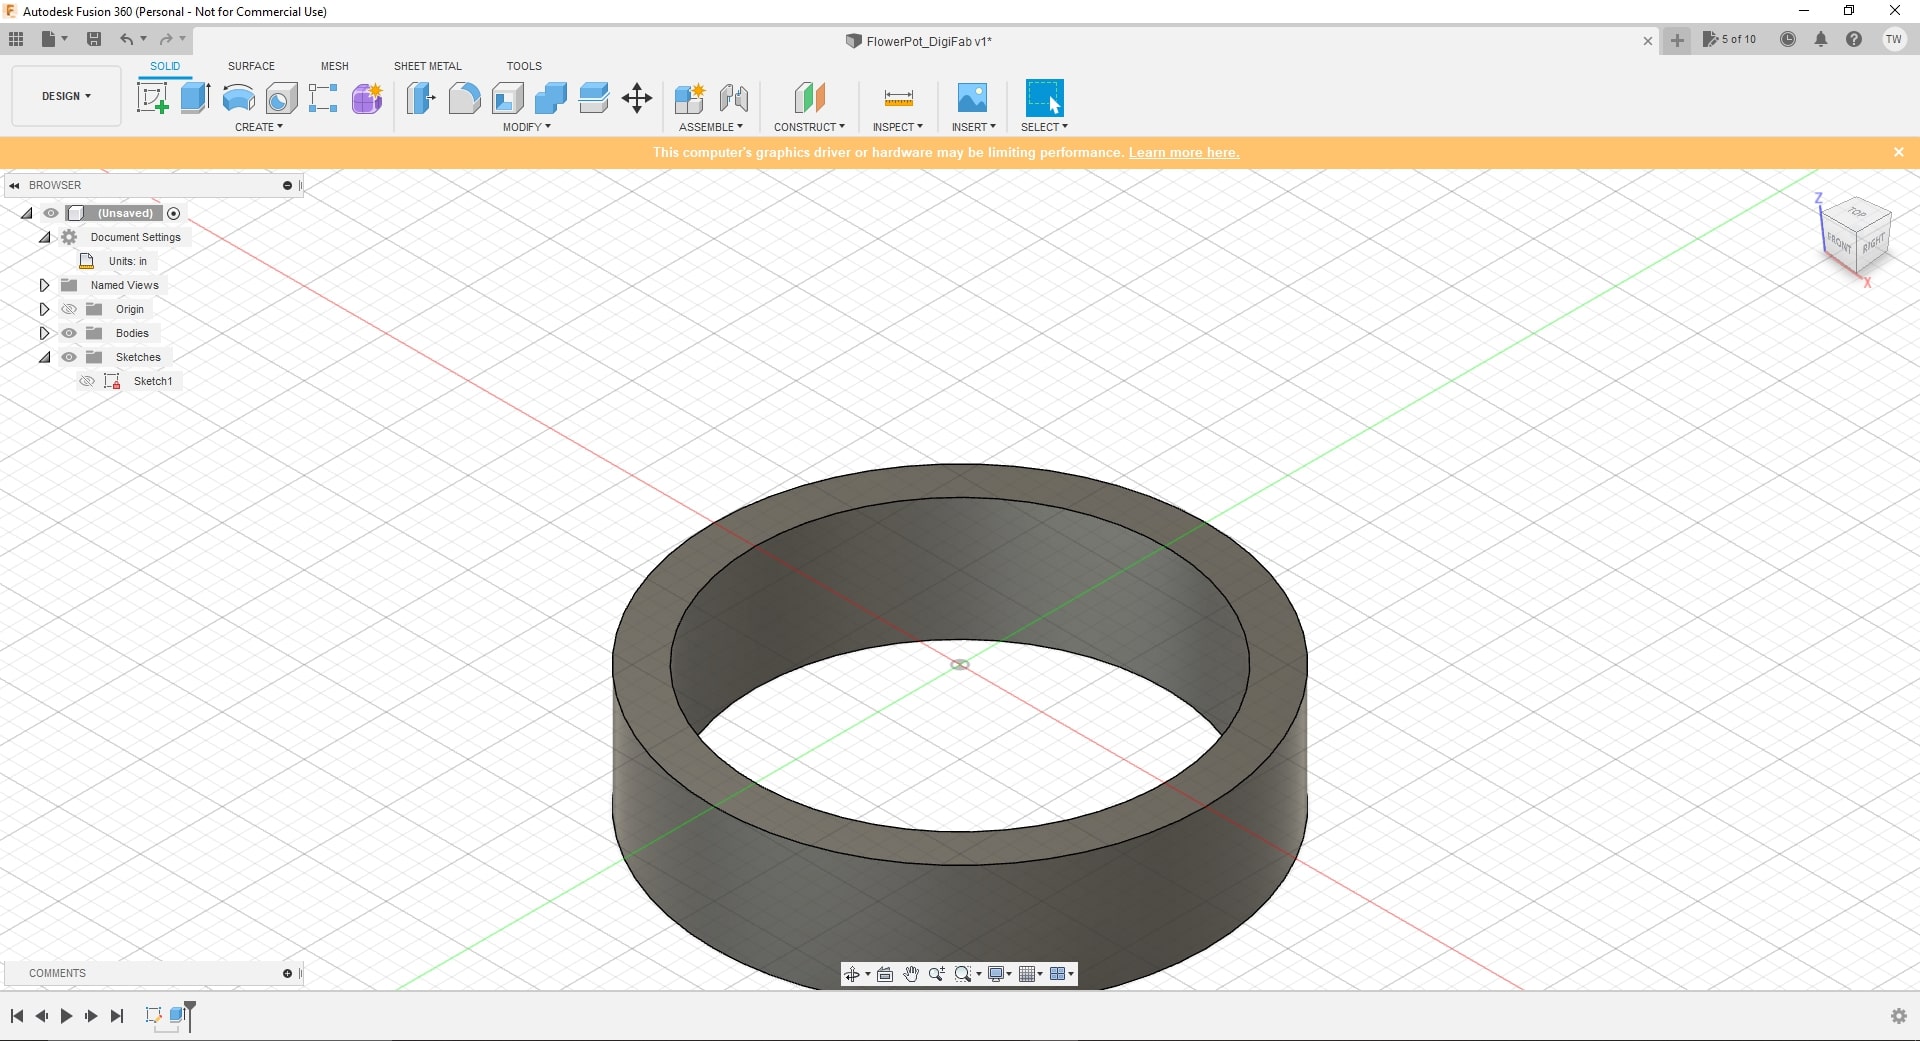 Autodesk Fusion 360 (Personal - Not for Commercial Use)
FlowerPot_DigiFab v1*
5 of 10
TW
DESIGN
SOLID
SURFACE
MESH
SHEET METAL
TOOLS
CREATE
MODIFY
ASSEMBLE
CONSTRUCT
INSPECT
INSERT
SELECT
This computer's graphics driver or hardware may be limiting performance. Learn more here.
BROWSER
(Unsaved)
Document Settings
Units: in
Named Views
Origin
Bodies
Sketches
Sketch1
Z
TOP
FRONT
RIGHT
X
COMMENTS